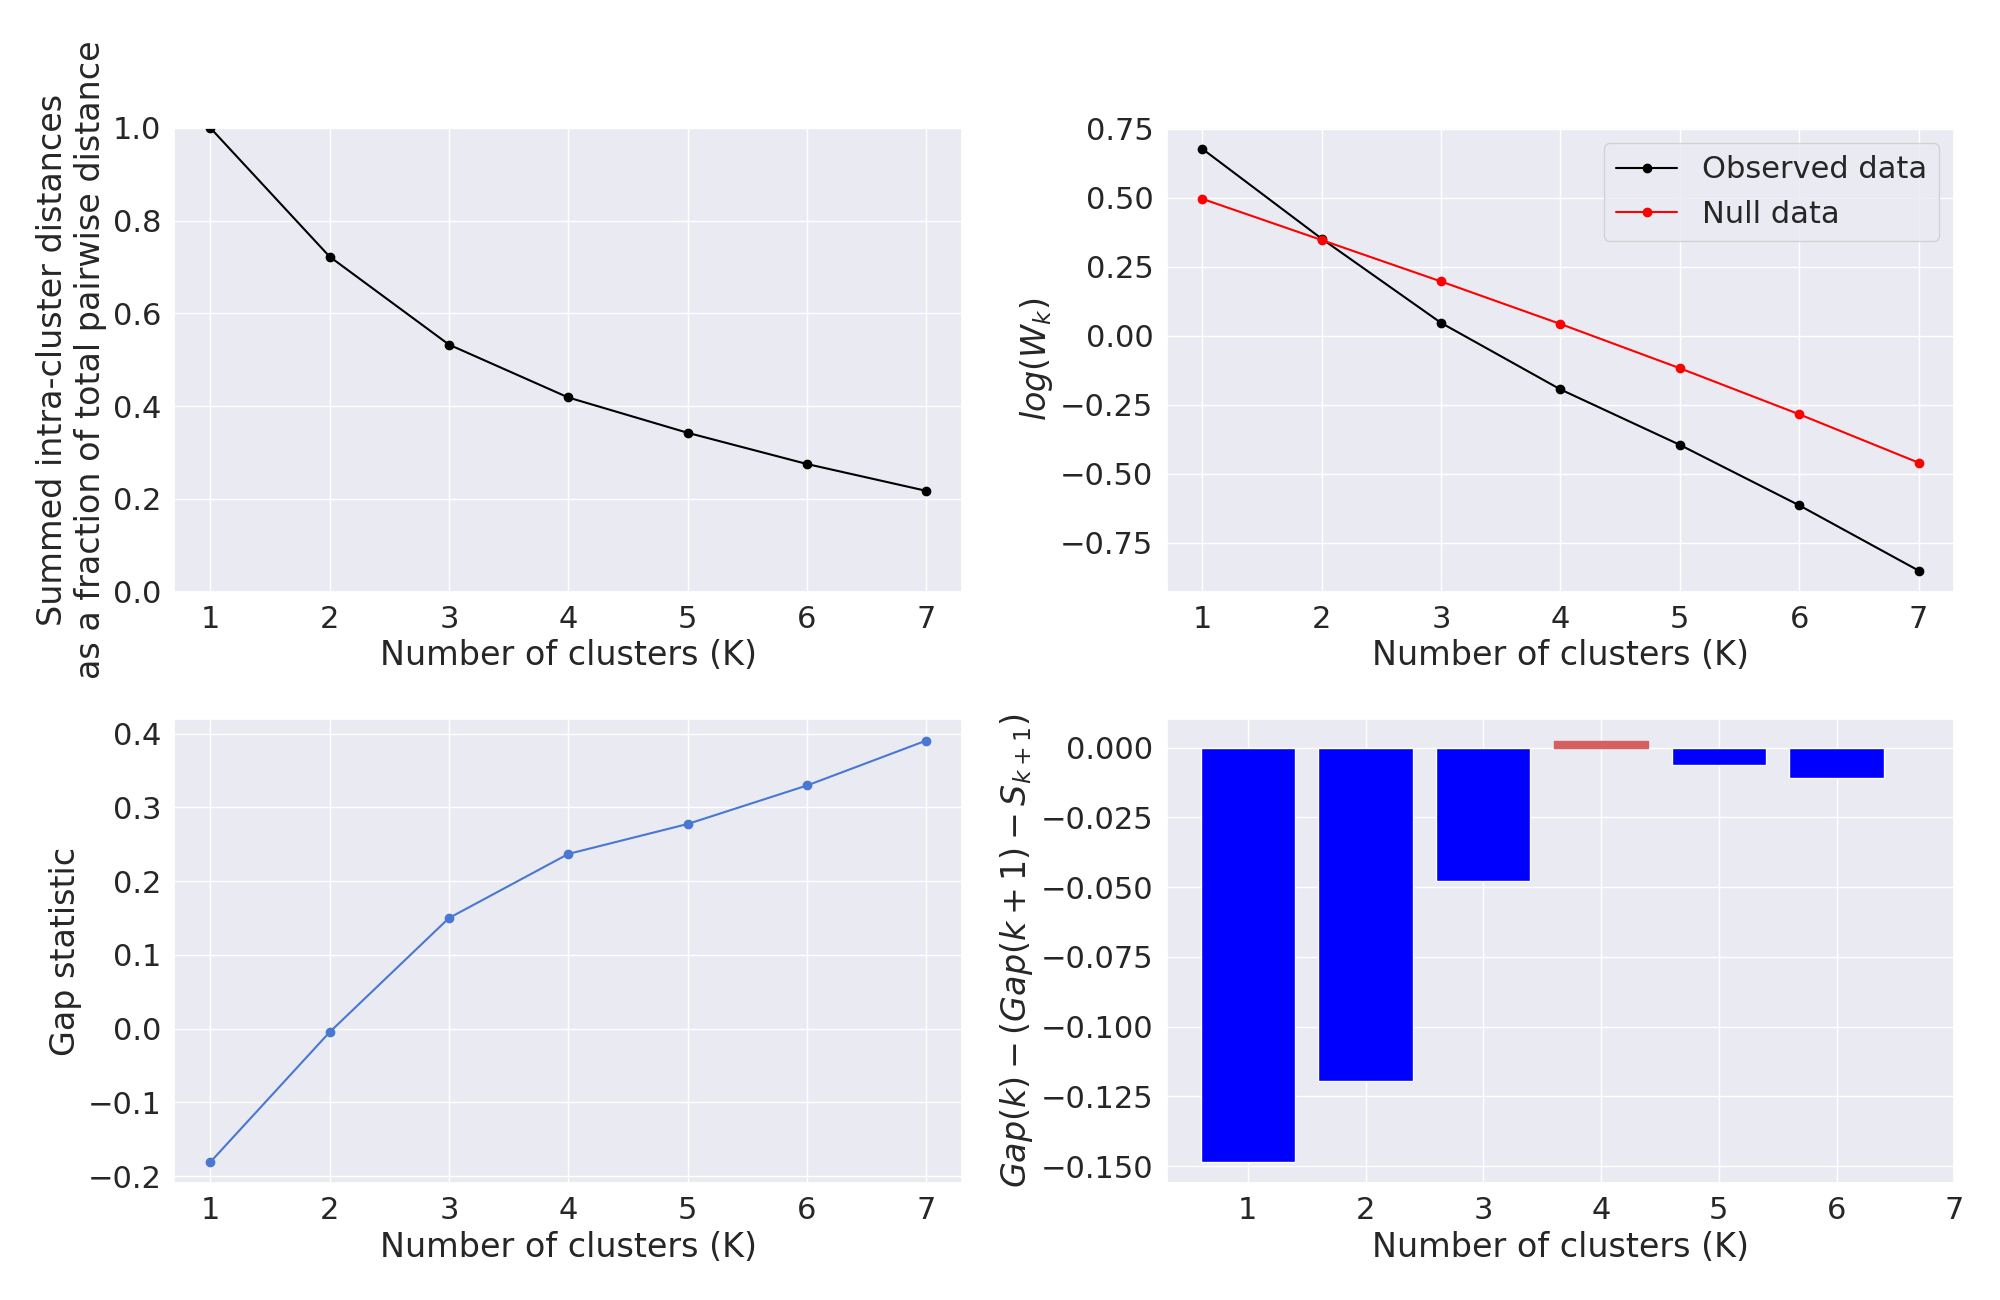 Summed intra-cluster distances
as a fraction of total pairwise distance
1.0
0.8
0.6
0.4
0.2
0.0
1 2 3 4 5 6 7
Number of clusters (K)
log(W_k)
0.75
0.50
0.25
0.00
−0.25
−0.50
−0.75
Observed data
Null data
1 2 3 4 5 6 7
Number of clusters (K)
Gap statistic
0.4
0.3
0.2
0.1
0.0
−0.1
−0.2
1 2 3 4 5 6 7
Number of clusters (K)
Gap(k) − (Gap(k + 1) − S_{k + 1})
0.000
−0.025
−0.050
−0.075
−0.100
−0.125
−0.150
1 2 3 4 5 6 7
Number of clusters (K)